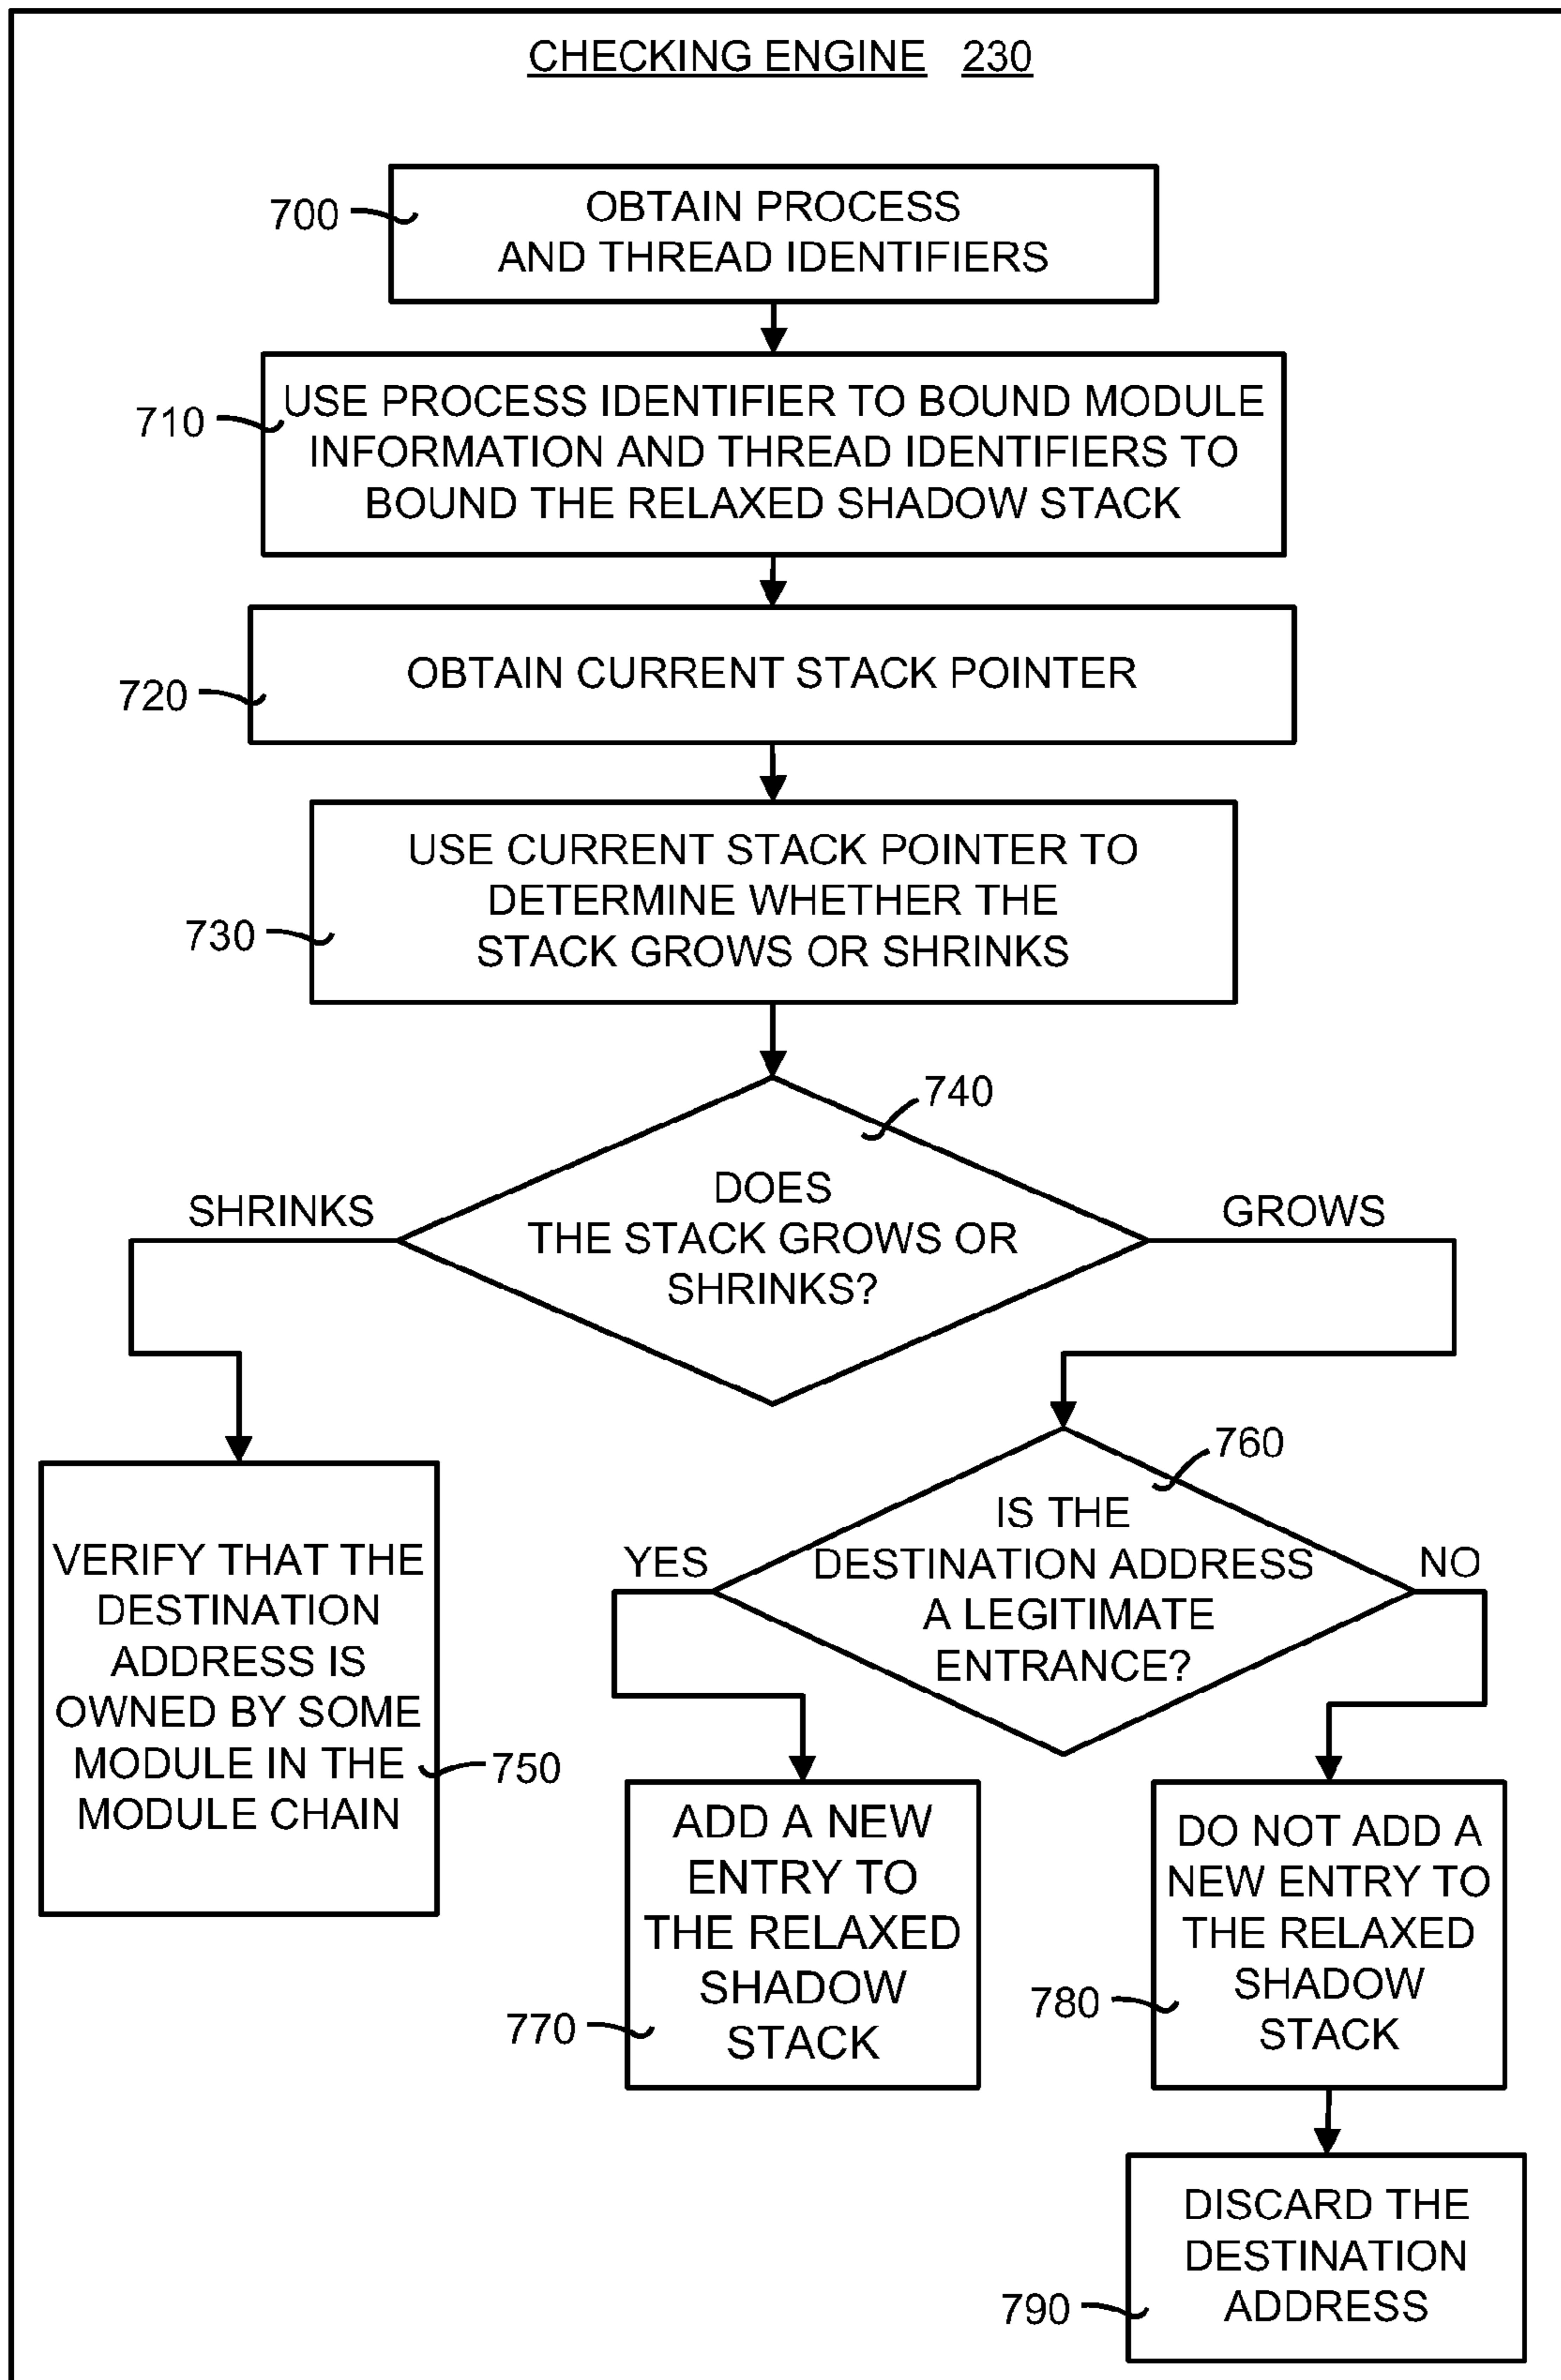 CHECKING ENGINE 230
700
OBTAIN PROCESS
AND THREAD IDENTIFIERS
710
USE PROCESS IDENTIFIER TO BOUND MODULE
INFORMATION AND THREAD IDENTIFIERS TO
BOUND THE RELAXED SHADOW STACK
720
OBTAIN CURRENT STACK POINTER
730
USE CURRENT STACK POINTER TO
DETERMINE WHETHER THE
STACK GROWS OR SHRINKS
740
DOES
THE STACK GROWS OR
SHRINKS?
SHRINKS
GROWS
VERIFY THAT THE
DESTINATION
ADDRESS IS
OWNED BY SOME
MODULE IN THE
MODULE CHAIN
750
760
IS THE
DESTINATION ADDRESS
A LEGITIMATE
ENTRANCE?
YES
NO
ADD A NEW
ENTRY TO
THE RELAXED
SHADOW
STACK
770
DO NOT ADD A
NEW ENTRY TO
THE RELAXED
SHADOW
STACK
780
DISCARD THE
DESTINATION
ADDRESS
790